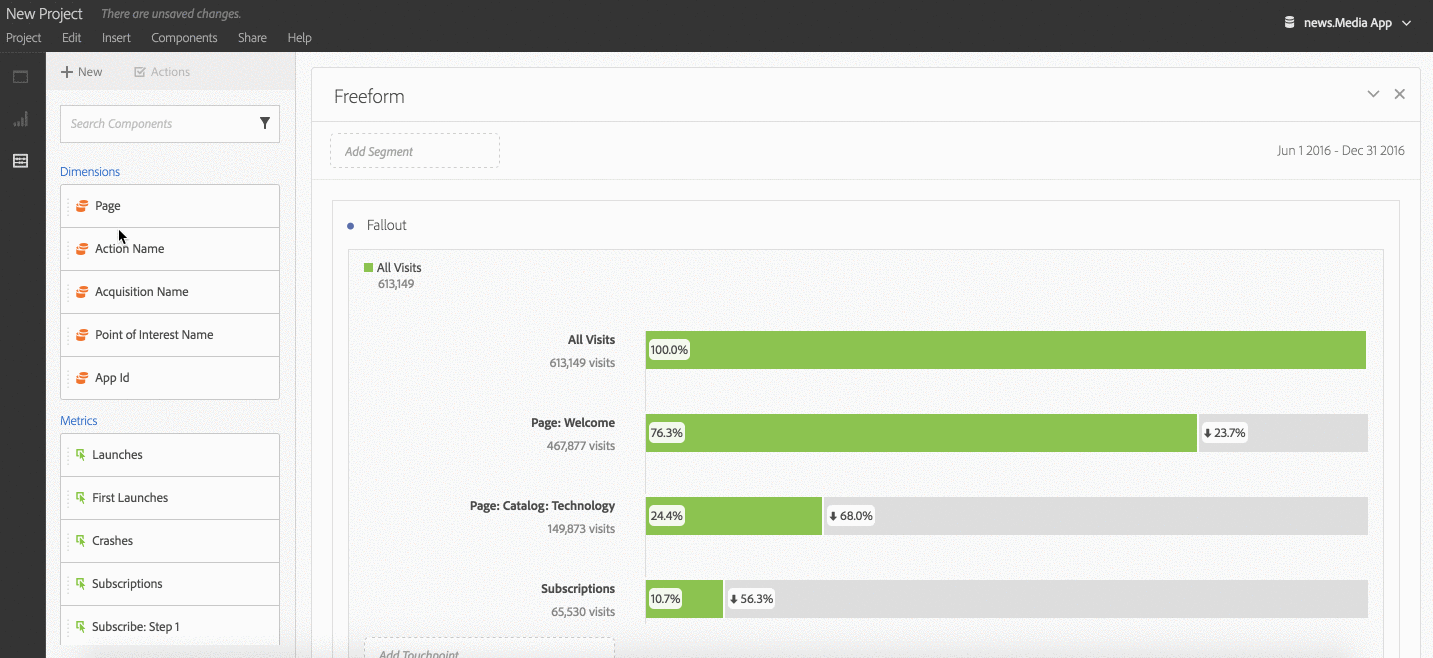 New Project There are unsaved changes.
news.Media App
Project Edit Insert Components Share Help
New Actions
Search Components
Dimensions
Page
Action Name
Acquisition Name
Point of Interest Name
App Id
Metrics
Launches
First Launches
Crashes
Subscriptions
Subscribe: Step 1
Freeform
Add Segment
Jun 1 2016 - Dec 31 2016
Fallout
All Visits
613,149
All Visits
613,149 visits
100.0%
Page: Welcome
467,877 visits
76.3% 23.7%
Page: Catalog: Technology
149,873 visits
24.4% 68.0%
Subscriptions
65,530 visits
10.7% 56.3%
Add Touchpoint